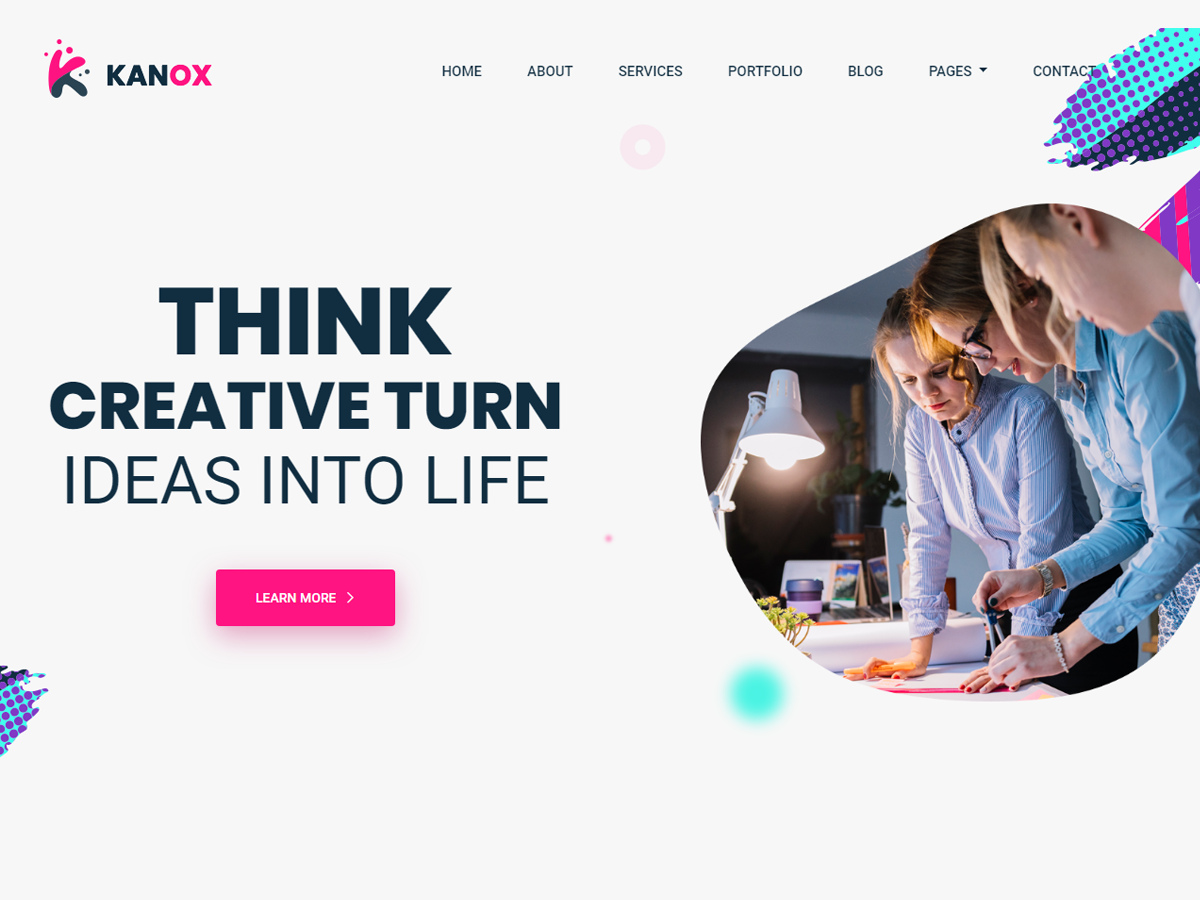 KANOX
HOME ABOUT SERVICES PORTFOLIO BLOG PAGES CONTACT
THINK
CREATIVE TURN
IDEAS INTO LIFE
LEARN MORE